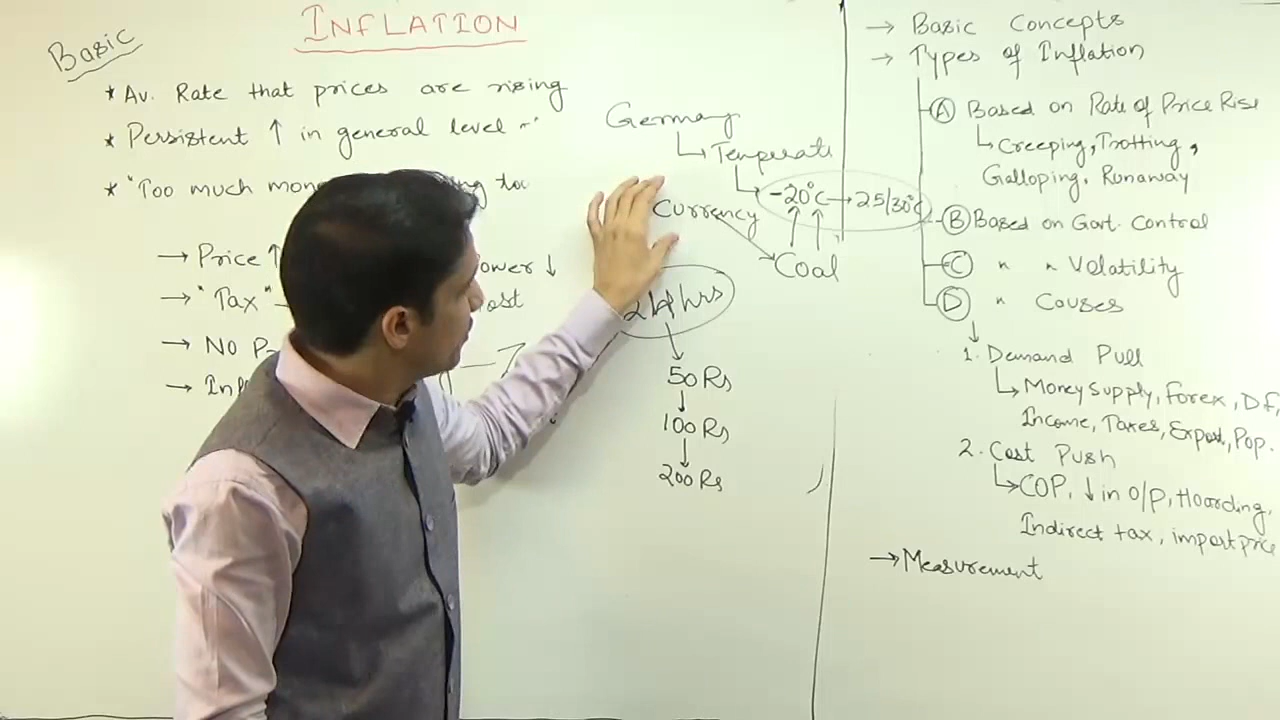 Basic
INFLATION
* Av. Rate that prices are rising
* Persistent ↑ in general level
* "Too much
→ Price ↑ ower ↓
→ "Tax"
→ NO
→ Inf
Germany
Temperate
-20°C → 25/30°C
Currency
Coal
24 hrs
50 Rs
100 Rs
200 Rs
→ Basic Concepts
→ Types of Inflation
A Based on Rate of Price Rise
Creeping, Trotting,
Galloping, Runaway
B Based on Govt. Control
C " " Volatility
D " Causes
1. Demand Pull
Money supply, Forex, DF,
Income, Taxes, Export, Pop.
2. Cost Push
COP, ↓ in O/P, Hoarding,
Indirect tax, import price
→ Measurement